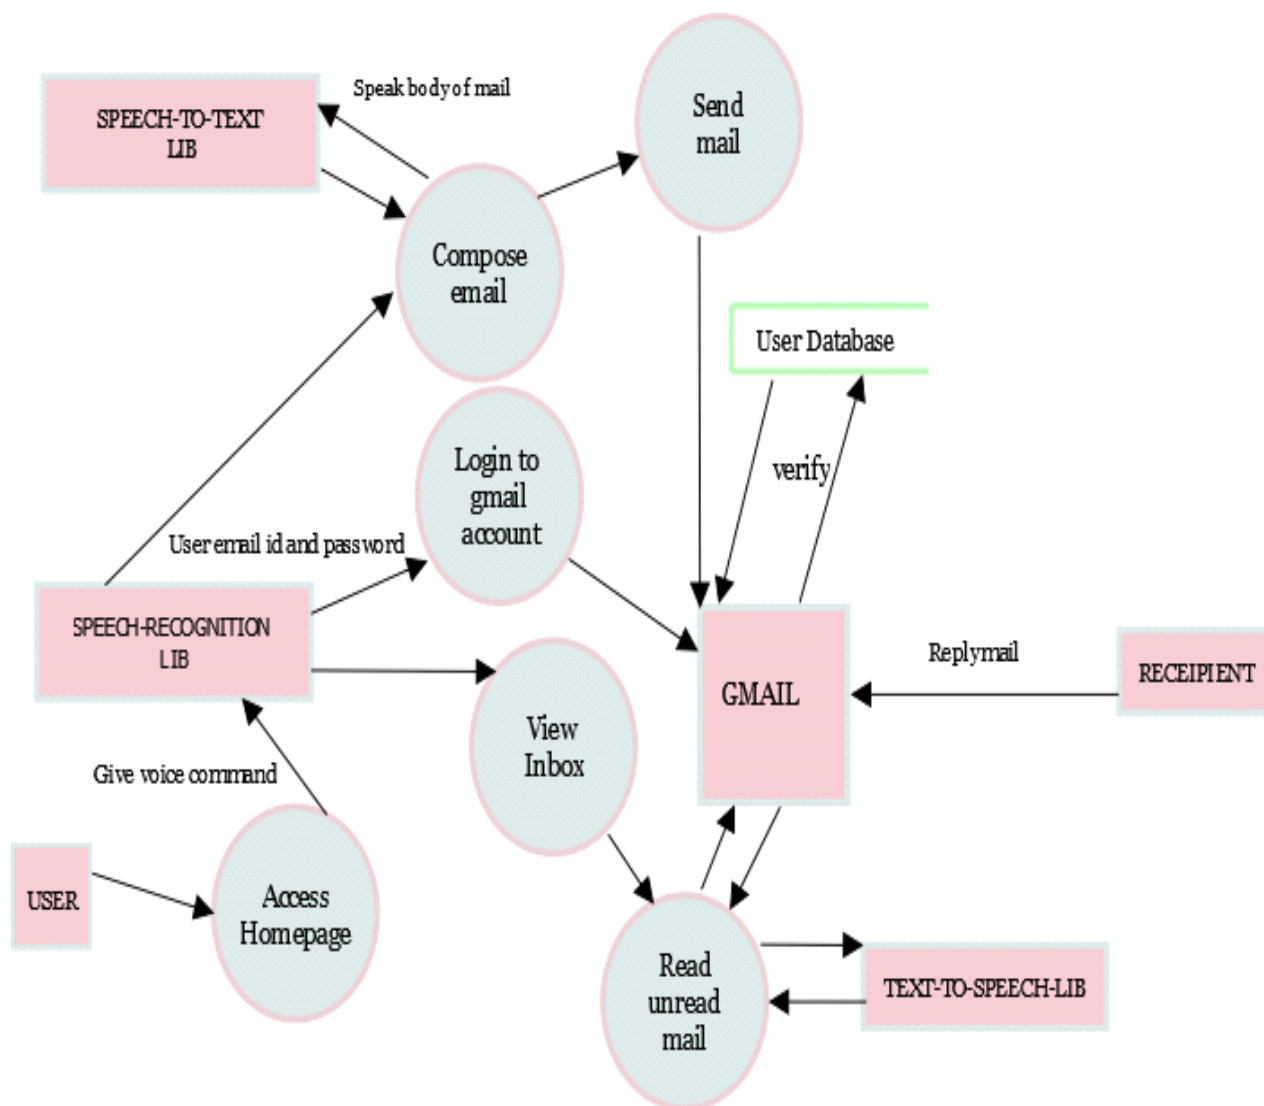 Speak body of mail
SPEECH-TO-TEXT
LIB
Send
mail
Compose
email
User Database
Login to
gmail
account
verify
User email id and password
SPEECH-RECOGNITION
LIB
Reply mail
RECEIPIENT
GMAIL
View
Inbox
Give voice command
USER
Access
Homepage
Read
unread
mail
TEXT-TO-SPEECH-LIB